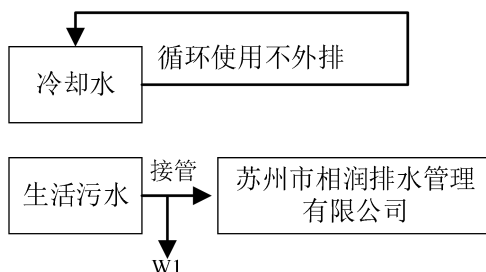 循环使用不外排
冷却水
接管
生活污水
苏州市相润排水管理
有限公司
W1